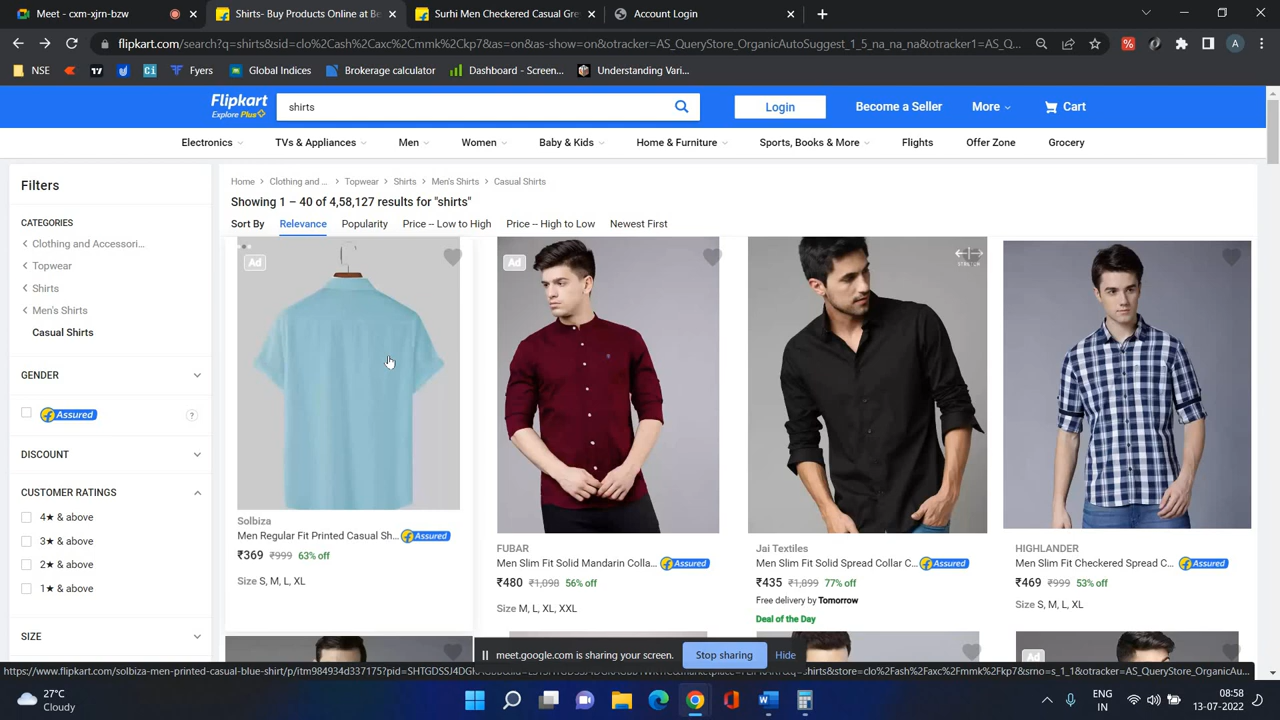 Meet - cxm-xjrn-bzw
Shirts- Buy Products Online at Be
Surhi Men Checkered Casual Gre
Account Login
flipkart.com/search?q=shirts&sid=clo%2Cash%2Caxc%2Cmmk%2Ckp7&as=on&as-show=on&otracker=AS_QueryStore_OrganicAutoSuggest_1_5_na_na_na&otracker1=AS_Q...
A
NSE
Fyers
Global Indices
Brokerage calculator
Dashboard - Screen...
Understanding Vari...
Flipkart
Explore Plus
shirts
Login
Become a Seller
More
Cart
Electronics
TVs & Appliances
Men
Women
Baby & Kids
Home & Furniture
Sports, Books & More
Flights
Offer Zone
Grocery
Filters
CATEGORIES
Clothing and Accessori...
Topwear
Shirts
Men's Shirts
Casual Shirts
GENDER
Assured
?
DISCOUNT
CUSTOMER RATINGS
4★ & above
3★ & above
2★ & above
1★ & above
SIZE
Home > Clothing and ... > Topwear > Shirts > Men's Shirts > Casual Shirts
Showing 1 – 40 of 4,58,127 results for "shirts"
Sort By Relevance Popularity Price -- Low to High Price -- High to Low Newest First
Ad
Solbiza
Men Regular Fit Printed Casual Sh... Assured
₹369 ₹999 63% off
Size S, M, L, XL
Ad
FUBAR
Men Slim Fit Solid Mandarin Colla... Assured
₹480 ₹1,098 56% off
Size M, L, XL, XXL
STRETCH
Jai Textiles
Men Slim Fit Solid Spread Collar C... Assured
₹435 ₹1,899 77% off
Free delivery by Tomorrow
Deal of the Day
HIGHLANDER
Men Slim Fit Checkered Spread C... Assured
₹469 ₹999 53% off
Size S, M, L, XL
Ad
meet.google.com is sharing your screen.
Stop sharing
Hide
27°C
Cloudy
ENG
IN
08:58
13-07-2022